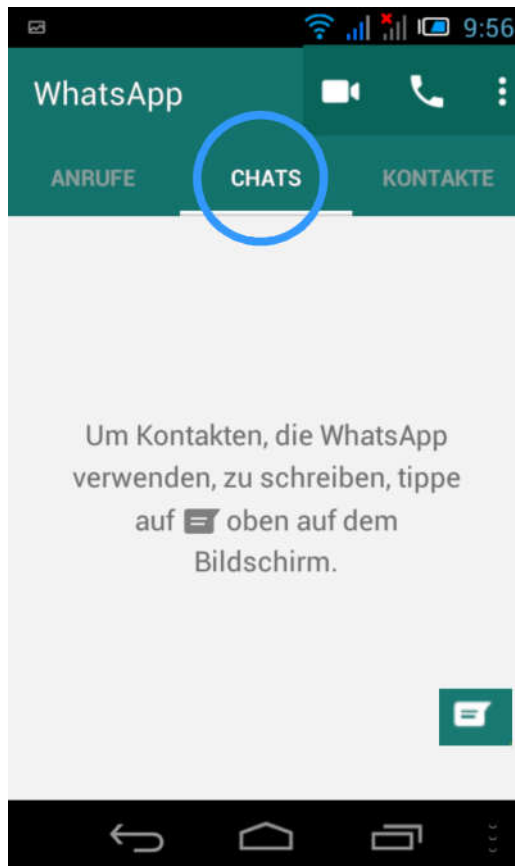 9:56
WhatsApp
ANRUFE CHATS KONTAKTE
Um Kontakten, die WhatsApp
verwenden, zu schreiben, tippe
auf oben auf dem
Bildschirm.